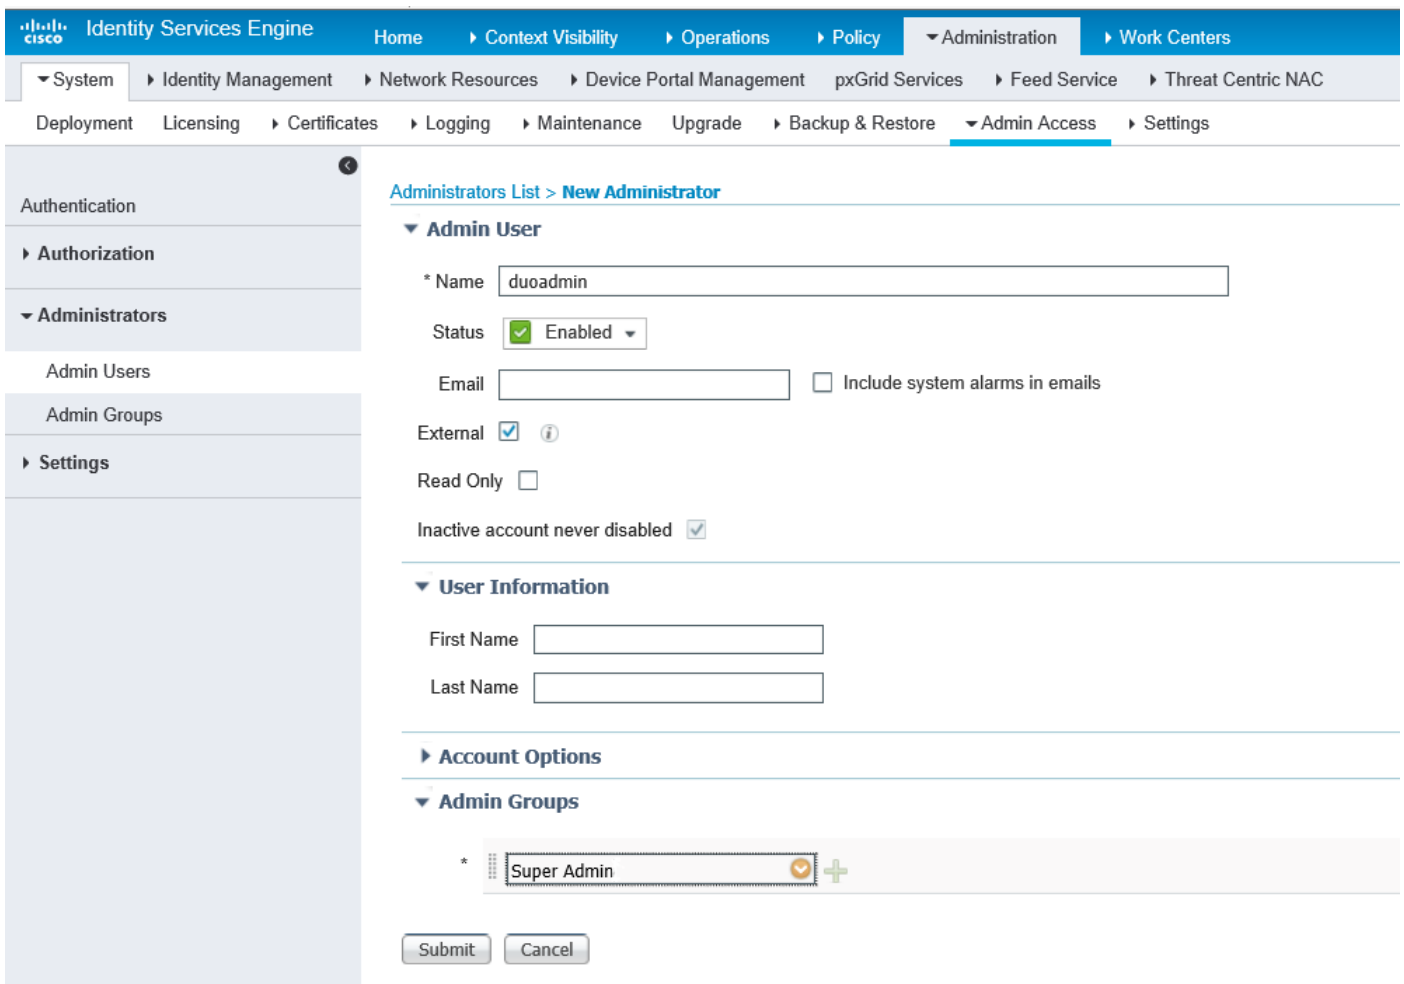 cisco Identity Services Engine Home Context Visibility Operations Policy Administration Work Centers
System Identity Management Network Resources Device Portal Management pxGrid Services Feed Service Threat Centric NAC
Deployment Licensing Certificates Logging Maintenance Upgrade Backup & Restore Admin Access Settings
Authentication
Authorization
Administrators
Admin Users
Admin Groups
Settings
Administrators List > New Administrator
Admin User
* Name duoadmin
Status Enabled
Email Include system alarms in emails
External i
Read Only
Inactive account never disabled
User Information
First Name
Last Name
Account Options
Admin Groups
* Super Admin
Submit Cancel